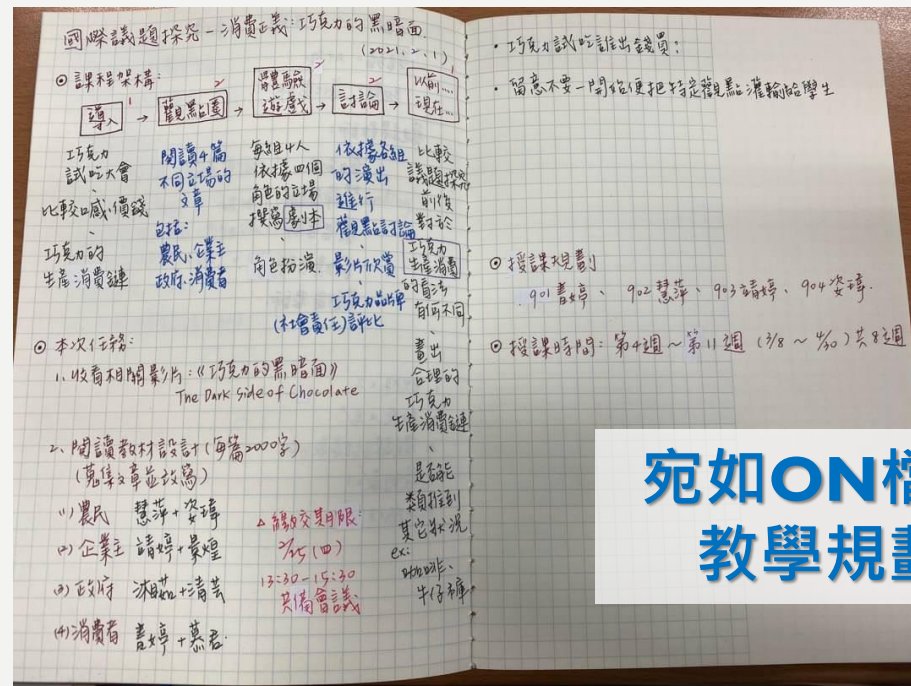 國際議題探究-消費正義:巧克力的黑暗面.
(2021.2.1)
⊙ 課程架構:
1 2 2 2
導入 → 觀點閱讀 → 體驗遊戲 → 討論 → 以前.... 現在...
巧克力
試吃大會
、
比較口感、價錢
、
巧克力的
生產消費鏈
閱讀4篇
不同立場的
文章
包括:
農民、企業主
政府、消費者
每組4人
依據四個
角色的立場
撰寫劇本
、
角色扮演.
依據各組
的演出
進行
觀點討論
、
影片欣賞
、
巧克力品牌
(社會責任)評比
比較
議題探究
前後
對於
巧克力
生產消費
的看法
有何不同
、
畫出
合理的
巧克力
生產消費鏈
、
是否能
類推到
其它狀況
ex:
咖啡、
牛仔褲
⊙ 本次任務:
1、收看相關影片:《巧克力的黑暗面》
The Dark Side of Chocolate
2、閱讀教材設計(每篇2000字)
(蒐集文章並改寫)
(1) 農民 慧萍+姿瑋
(2) 企業主 靖婷+景煌
(3) 政府 +清芸
(4) 消費者 書婷+慕君.
△ 繳交期限:
2/25 (四)
13:30-15:30
共備會議
· 巧克力試吃誰出錢買?
· 留意不要一開始便把特定觀點灌輸給學生
⊙ 授課規劃
901書婷、902慧萍、903靖婷、904姿瑋.
⊙ 授課時間:第4週~第11週 (3/8 ~ 4/30) 共8週
宛如ON檔
教學規劃